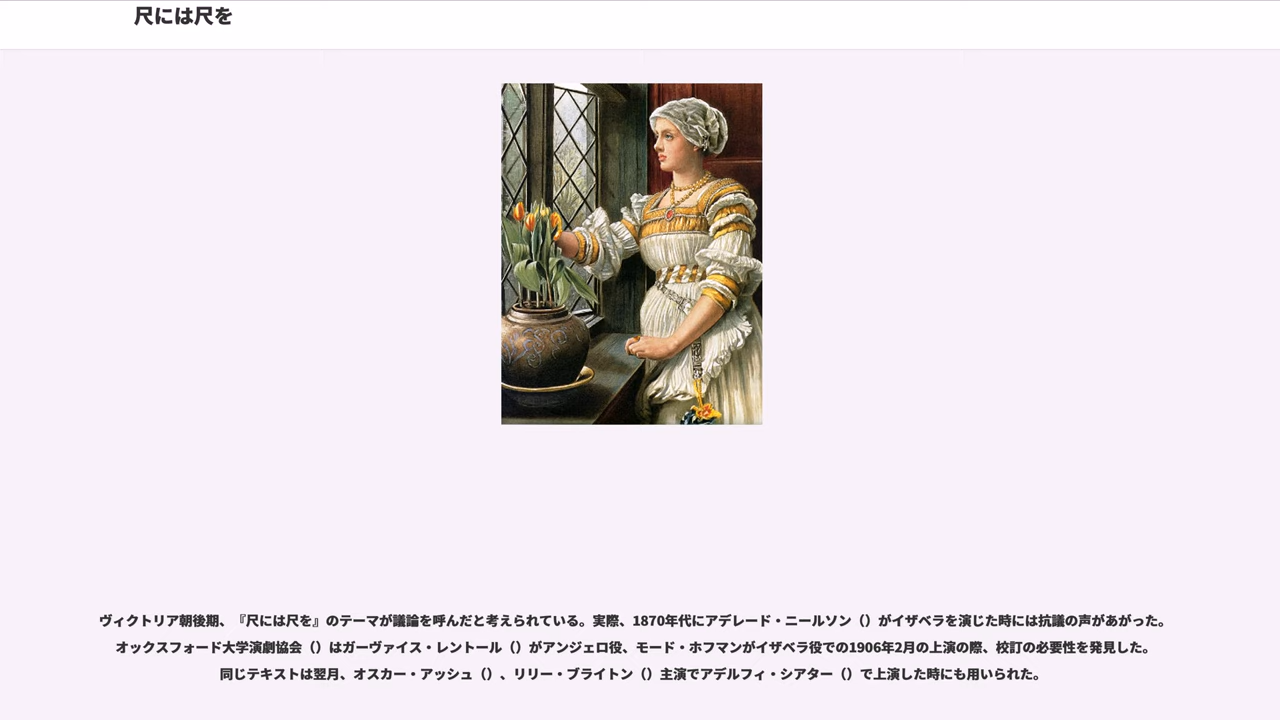 尺には尺を
ヴィクトリア朝後期、『尺には尺を』のテーマが議論を呼んだと考えられている。実際、1870年代にアデレード・ニールソン（）がイザベラを演じた時には抗議の声があがった。
オックスフォード大学演劇協会（）はガーヴァイス・レントール（）がアンジェロ役、モード・ホフマンがイザベラ役での1906年2月の上演の際、校訂の必要性を発見した。
同じテキストは翌月、オスカー・アッシュ（）、リリー・ブライトン（）主演でアデルフィ・シアター（）で上演した時にも用いられた。